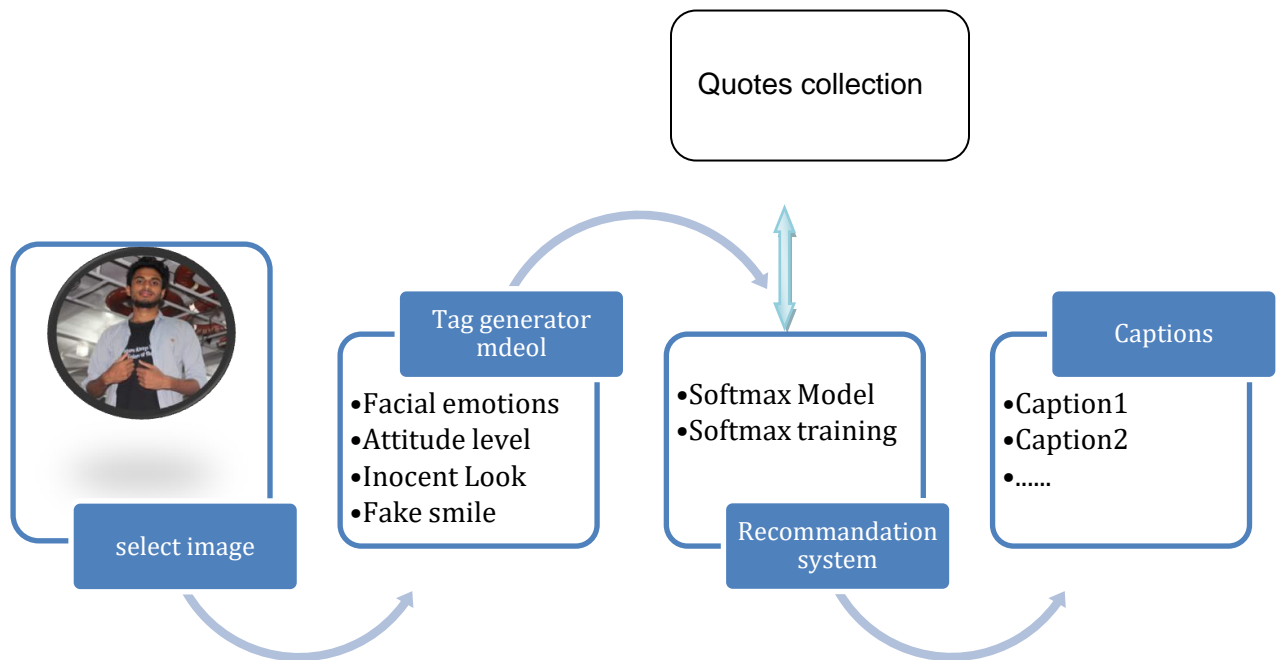 Quotes collection
select image
Tag generator
mdeol
•Facial emotions
•Attitude level
•Inocent Look
•Fake smile
•Softmax Model
•Softmax training
Recommandation
system
Captions
•Caption1
•Caption2
•......